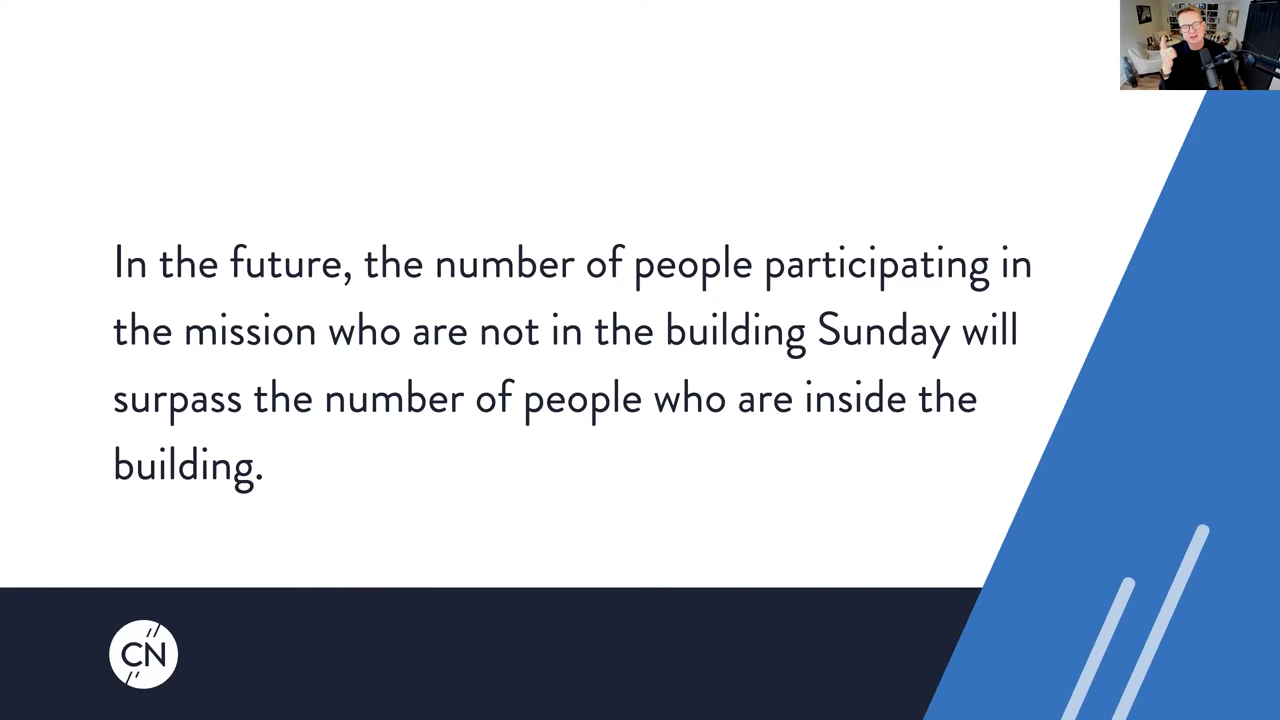 In the future, the number of people participating in
the mission who are not in the building Sunday will
surpass the number of people who are inside the
building.
CN